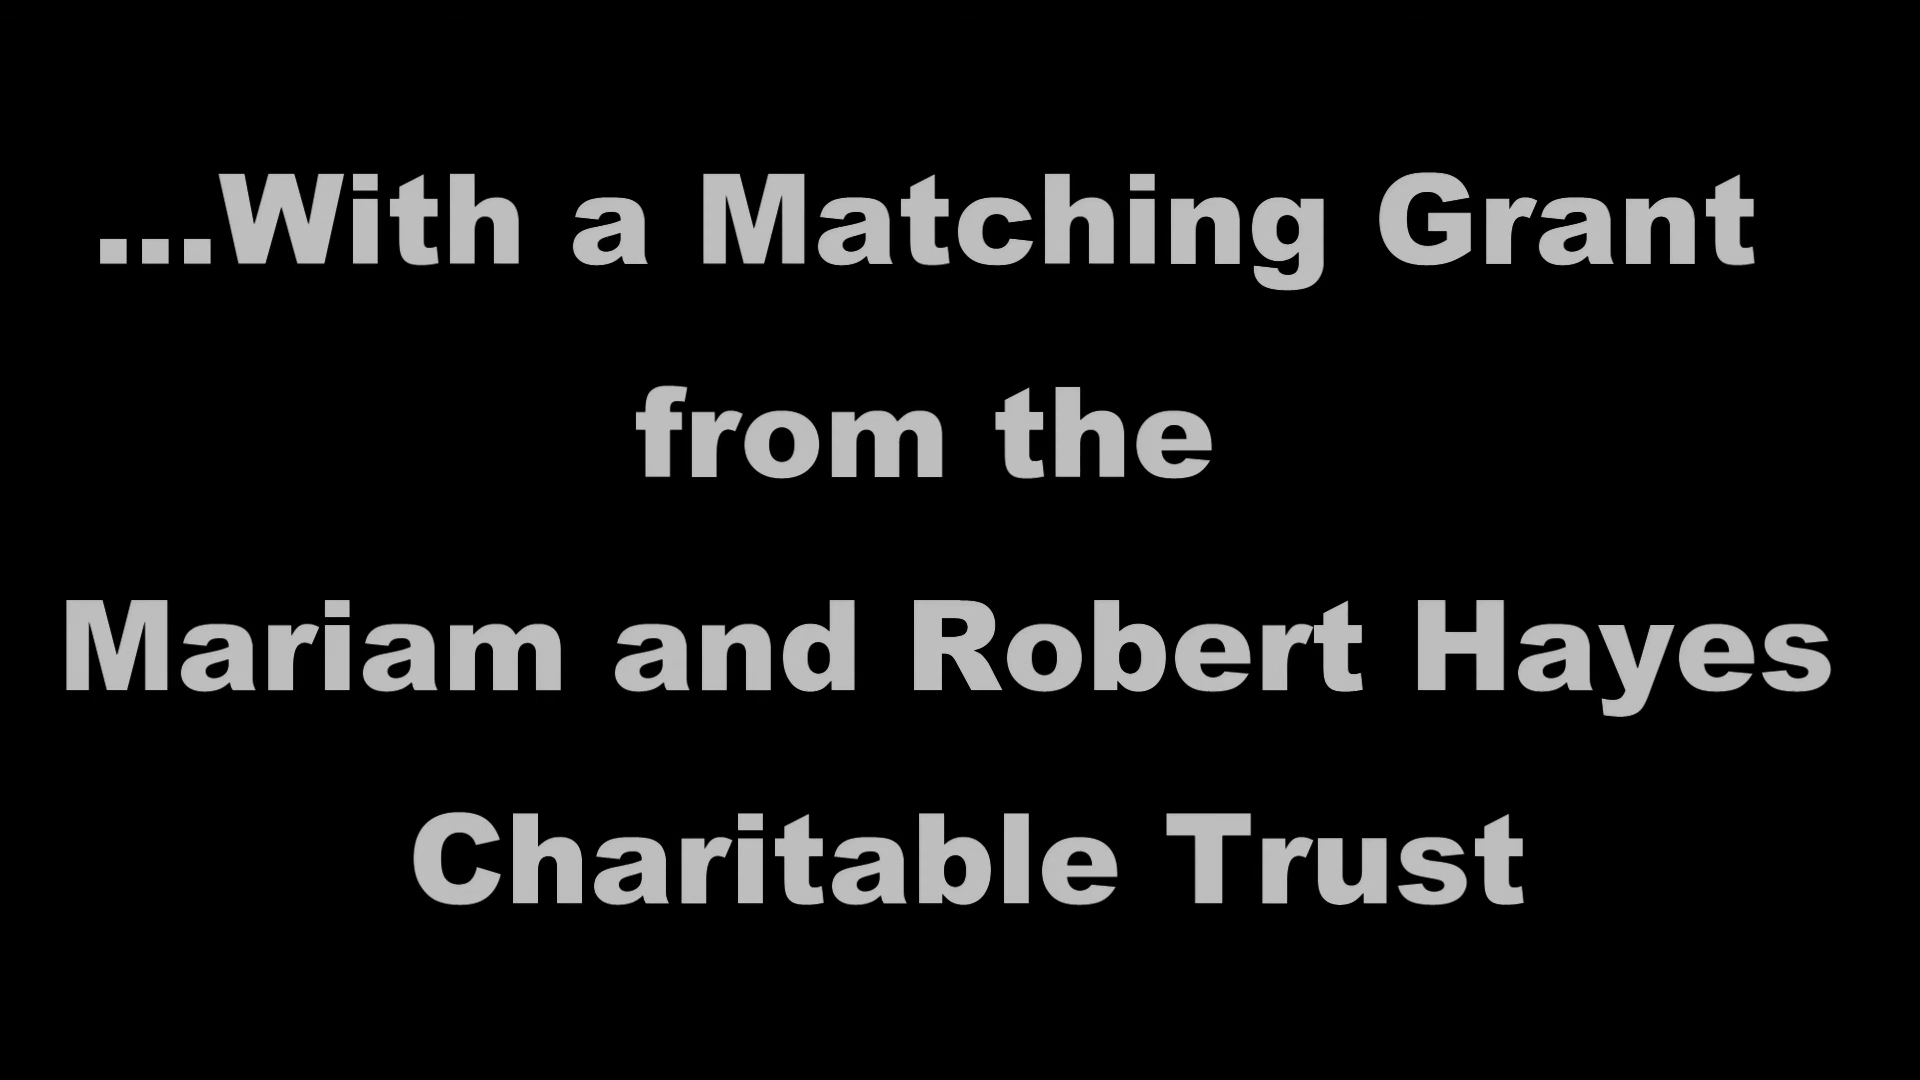 ...With a Matching Grant
from the
Mariam and Robert Hayes
Charitable Trust